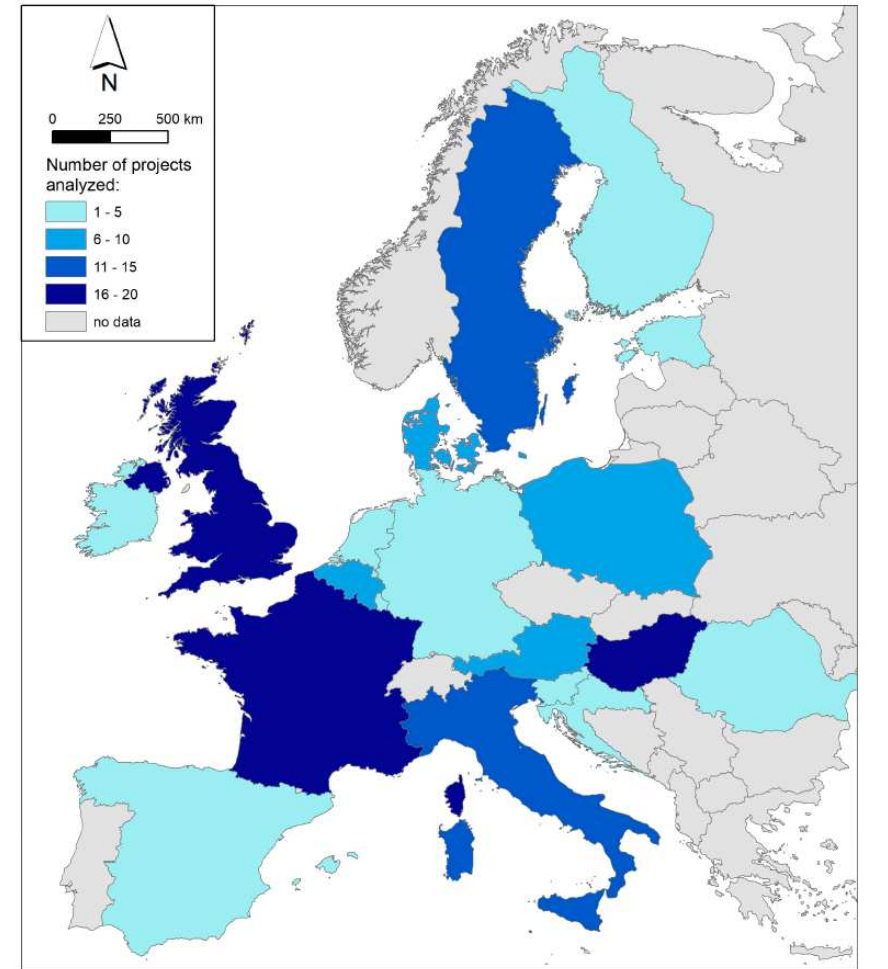 N
0 250 500 km
Number of projects
analyzed:
1 - 5
6 - 10
11 - 15
16 - 20
no data